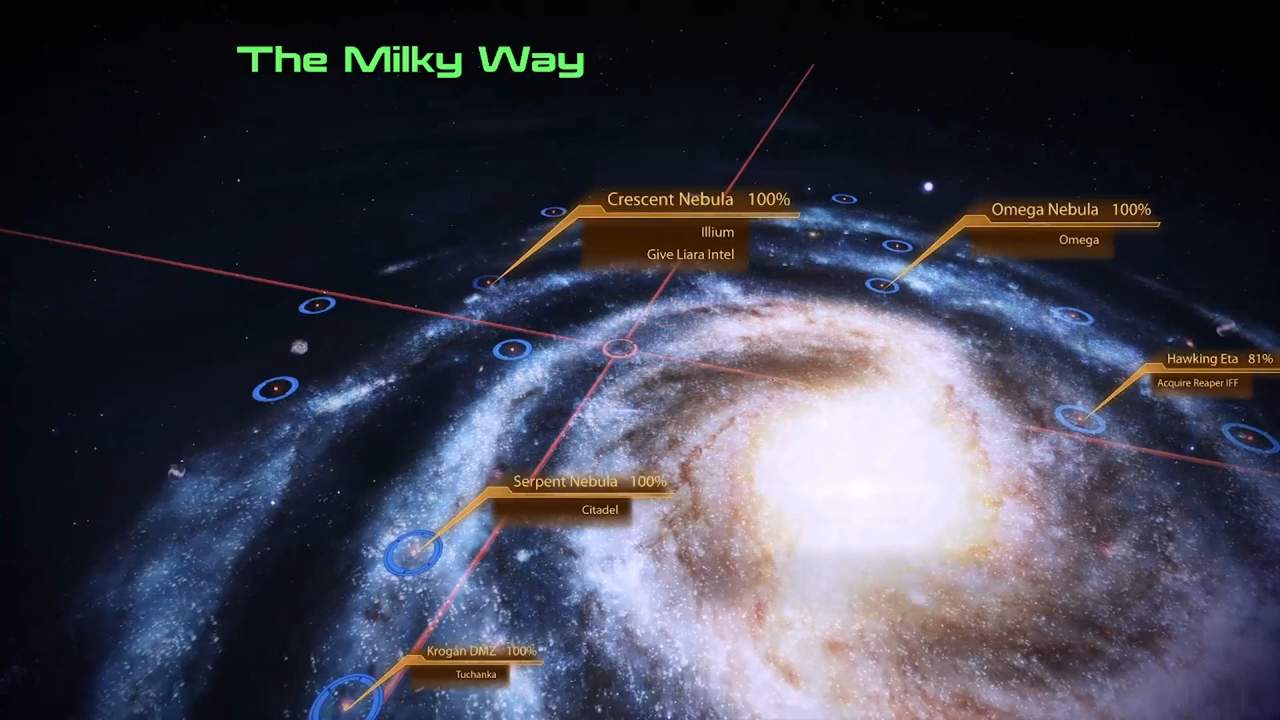 The Milky Way
Crescent Nebula 100%
Illium
Give Liara Intel
Omega Nebula 100%
Omega
Hawking Eta 81%
Acquire Reaper IFF
Serpent Nebula 100%
Citadel
Krogan DMZ 100%
Tuchanka